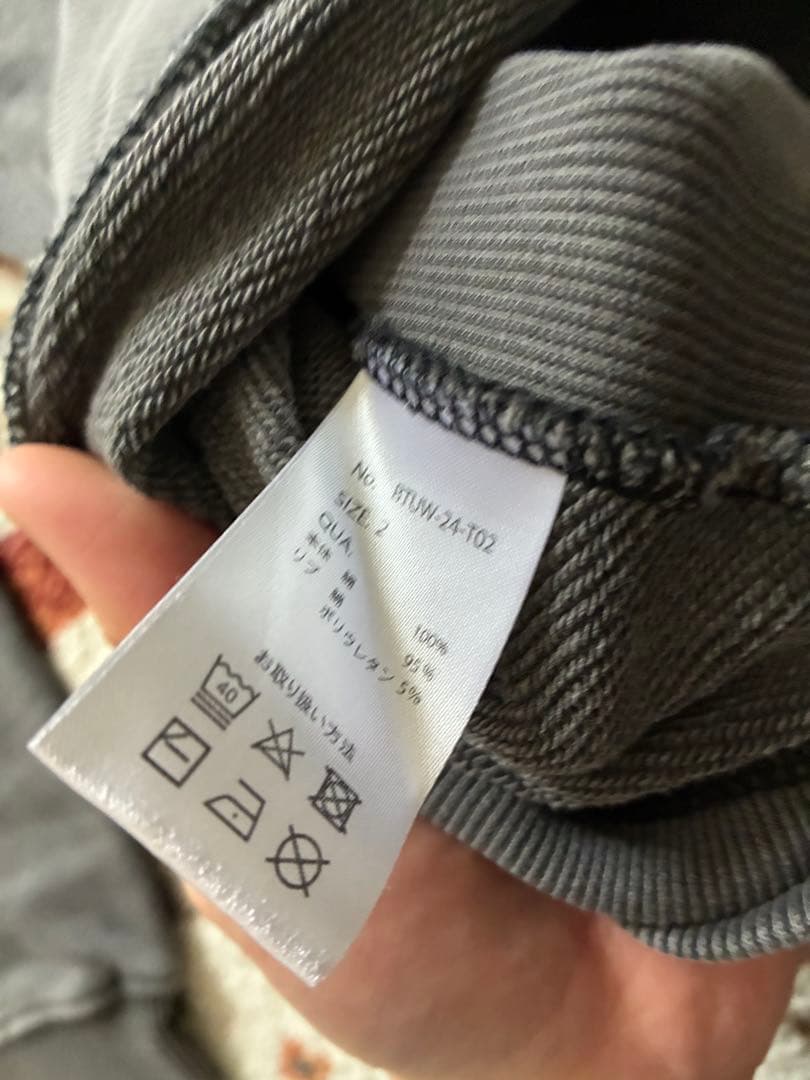 No. BTUW-24-T02
SIZE. 2
QUA.
本体 綿 100%
リブ 綿 95%
ポリウレタン 5%
お取り扱い方法
40